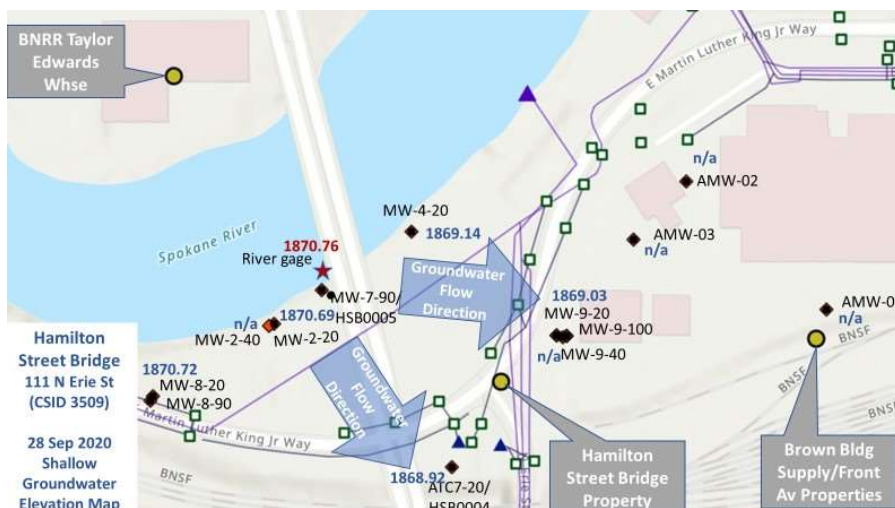 BNRR Taylor
Edwards
Whse
E Martin Luther King Jr Way
n/a
AMW-02
MW-4-20
1869.14
AMW-03
n/a
Spokane River
1870.76
River gage
Groundwater
Flow
Direction
MW-7-90/
HSB0005
1869.03
MW-9-20
MW-9-100
n/a
MW-9-40
AMW-0
n/a
BNSF
BNSF
BNSF
n/a
1870.69
MW-2-40
MW-2-20
Groundwater
Flow
Direction
Hamilton
Street Bridge
111 N Erie St
(CSID 3509)
28 Sep 2020
Shallow
Groundwater
Elevation Map
1870.72
MW-8-20
MW-8-90
Martin Luther King Jr Way
BNSF
1868.92
ATC7-20/
HSB0004
Hamilton
Street Bridge
Property
Brown Bldg
Supply/Front
Av Properties